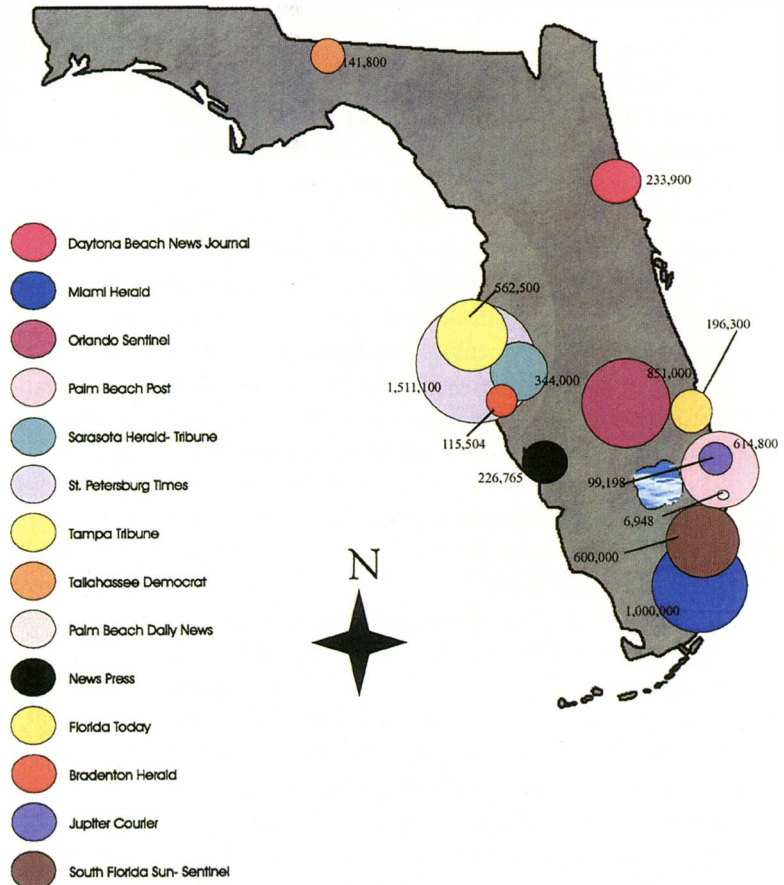 141,800
233,900
Daytona Beach News Journal
Miami Herald
562,500
Orlando Sentinel
196,300
851,000
Palm Beach Post
344,000
1,511,100
Sarasota Herald- Tribune
115,504
614,800
226,765
99,198
St. Petersburg Times
6,948
Tampa Tribune
600,000
N
Tallahassee Democrat
1,000,000
Palm Beach Daily News
News Press
Florida Today
Bradenton Herald
Jupiter Courier
South Florida Sun- Sentinel